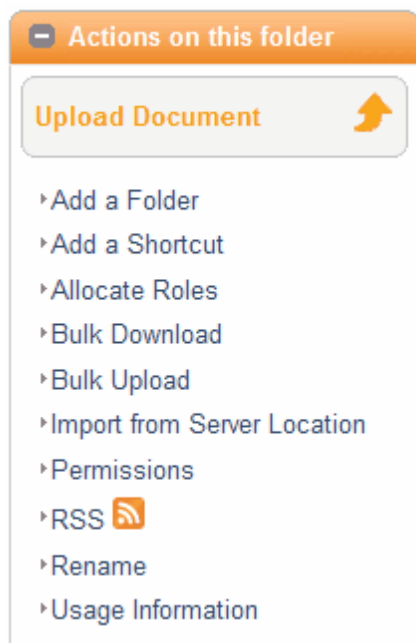 Actions on this folder
Upload Document
Add a Folder
Add a Shortcut
Allocate Roles
Bulk Download
Bulk Upload
Import from Server Location
Permissions
RSS
Rename
Usage Information